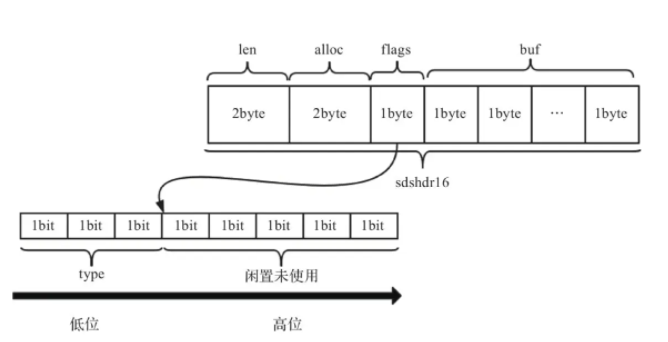 len alloc flags buf
2byte 2byte 1byte 1byte 1byte ... 1byte
sdshdr16
1bit 1bit 1bit 1bit 1bit 1bit 1bit 1bit
type 闲置未使用
低位 高位